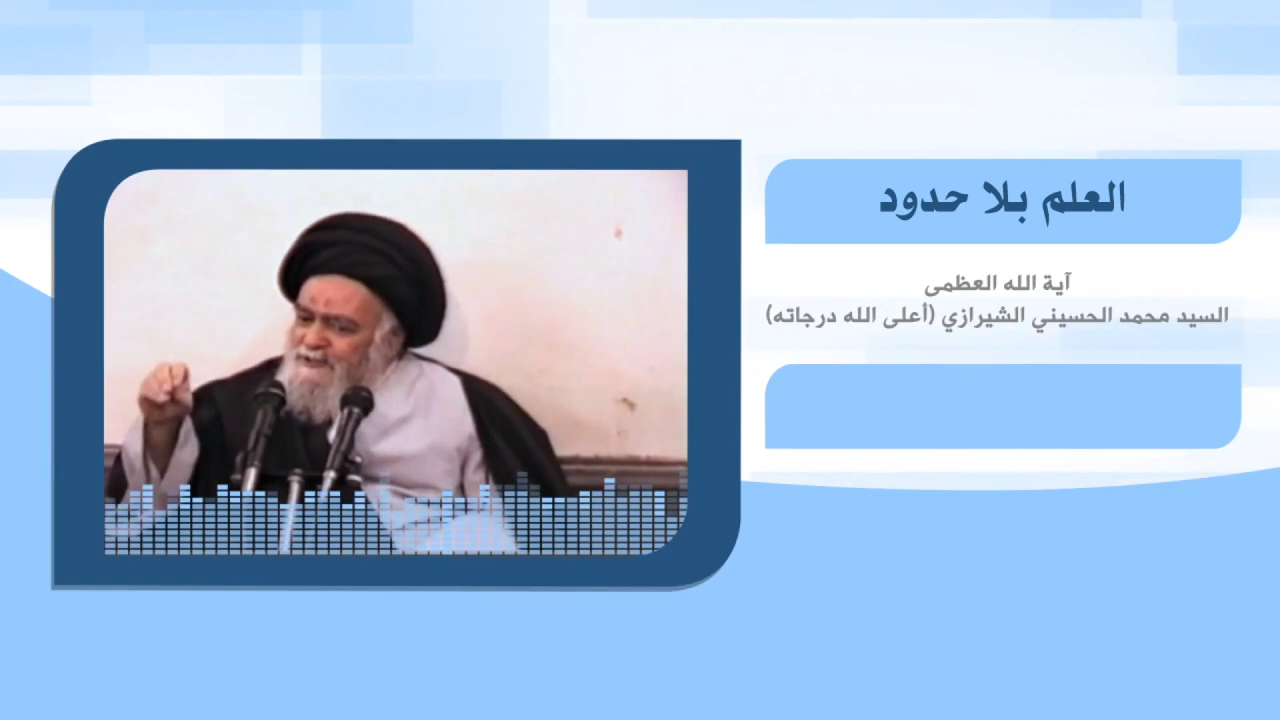 العلم بلا حدود
آية الله العظمى
السيد محمد الحسيني الشيرازي (أعلى الله درجاته)